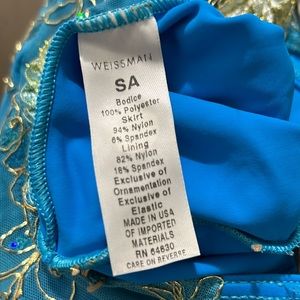 WEISSMAN
SA
Bodice
100% Polyester
Skirt
94% Nylon
6% Spandex
Lining
82% Nylon
18% Spandex
Exclusive of
Ornamentation
Exclusive of
Elastic
MADE IN USA
OF IMPORTED
MATERIALS
RN 64630
CARE ON REVERSE